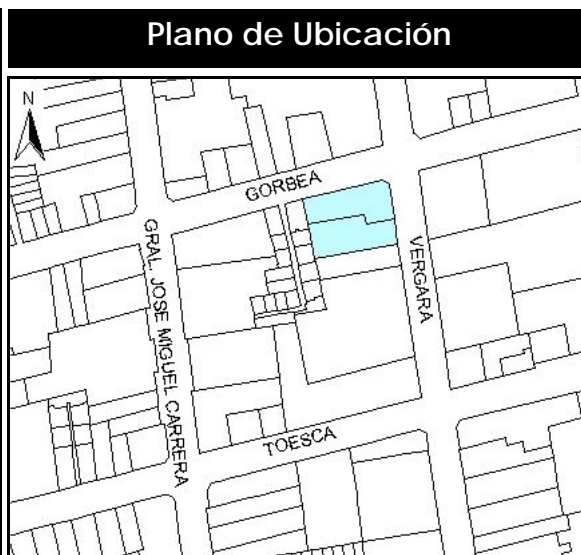 Plano de Ubicación
N
GORBEA
GRAL. JOSE MIGUEL CARRERA
VERGARA
TOESCA